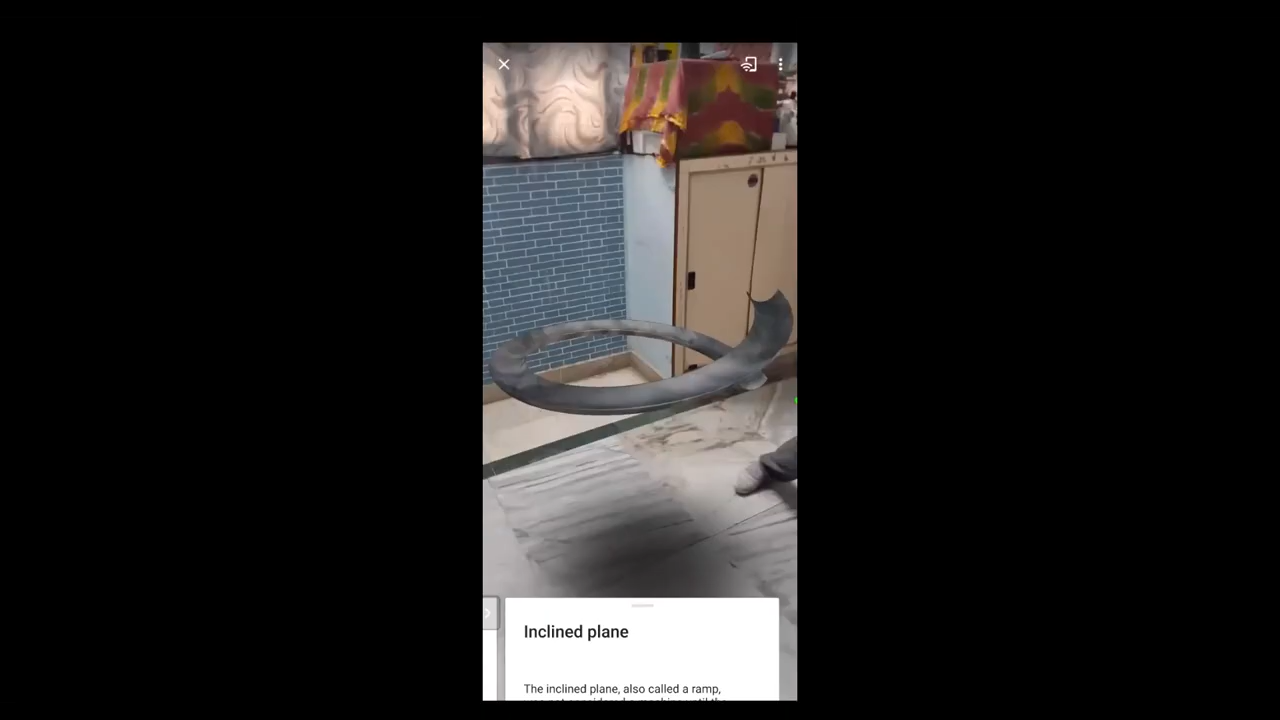 Inclined plane
The inclined plane, also called a ramp,